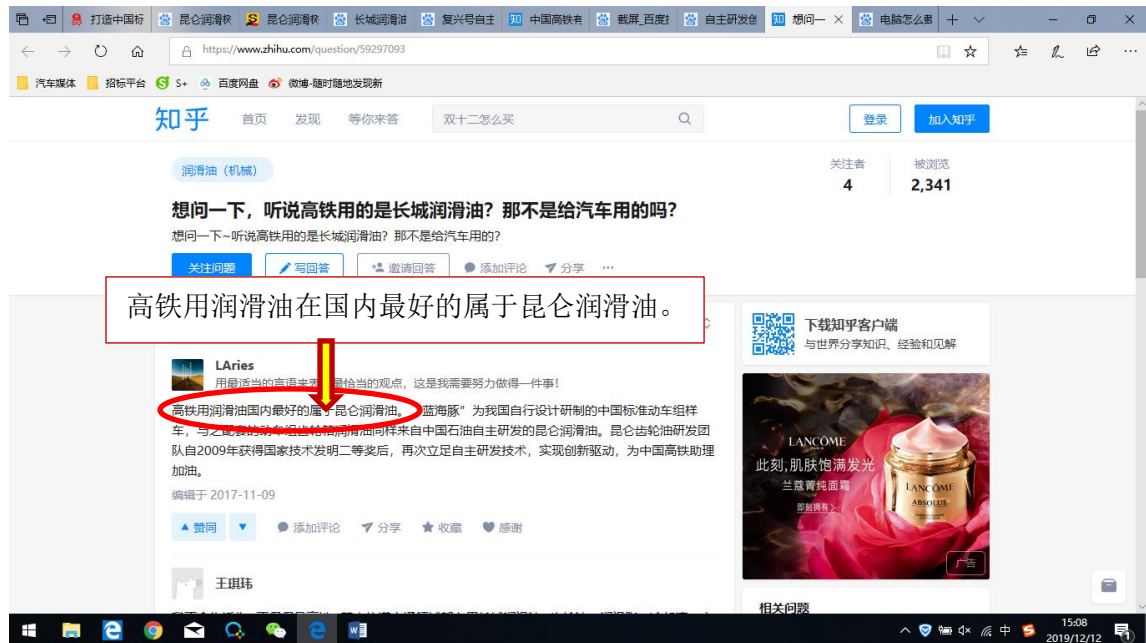 打造中国标
昆仑润滑秋
昆仑润滑秋
长城润滑油
复兴号自主
中国高铁有
截屏_百度
自主研发创
想问一
电脑怎么截
https://www.zhihu.com/question/59297093
汽车媒体
招标平台
S+
百度网盘
微博-随时随地发现新
知乎
首页
发现
等你来答
双十二怎么买
登录
加入知乎
润滑油（机械）
关注者
被浏览
4
2,341
想问一下，听说高铁用的是长城润滑油？那不是给汽车用的吗？
想问一下~听说高铁用的是长城润滑油？那不是给汽车用的？
关注问题
写回答
邀请回答
添加评论
分享
...
高铁用润滑油在国内最好的属于昆仑润滑油。
下载知乎客户端
与世界分享知识、经验和见解
LAries
用最适当的言语来表 最恰当的观点，这是我需要努力做得一件事！
高铁用润滑油国内最好的属于昆仑润滑油。 “蓝海豚”为我国自行设计研制的中国标准动车组样
车，与之配套的动车组齿轮箱润滑油同样来自中国石油自主研发的昆仑润滑油。昆仑齿轮油研发团
队自2009年获得国家技术发明二等奖后，再次立足自主研发技术，实现创新驱动，为中国高铁助理
加油。
编辑于 2017-11-09
赞同
添加评论
分享
收藏
感谢
LANCÔME
此刻,肌肤饱满发光
兰蔻菁纯面霜
即刻拥有>
LANCÔME
ABSOLUE
广告
王琪玮
相关问题
中
15:08
2019/12/12